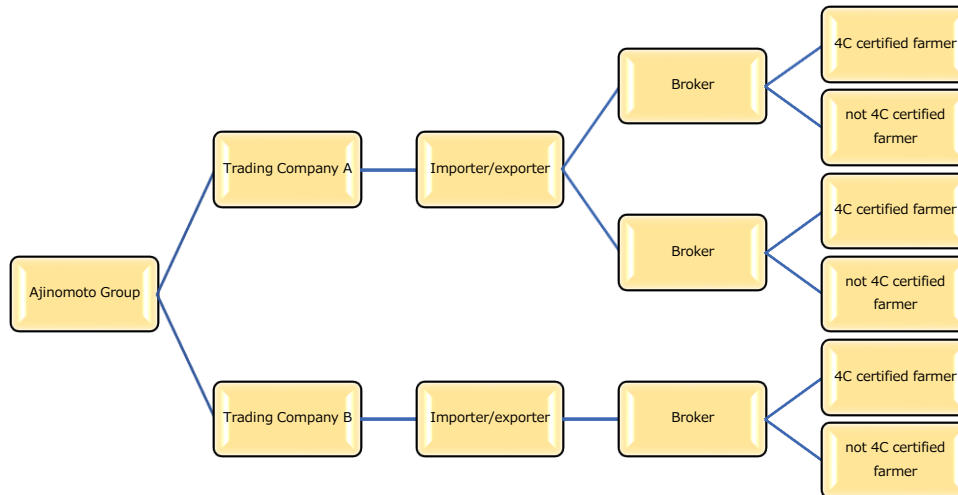 4C certified farmer
Broker
not 4C certified
farmer
Trading Company A
Importer/exporter
4C certified farmer
Broker
Ajinomoto Group
not 4C certified
farmer
4C certified farmer
Trading Company B
Importer/exporter
Broker
not 4C certified
farmer